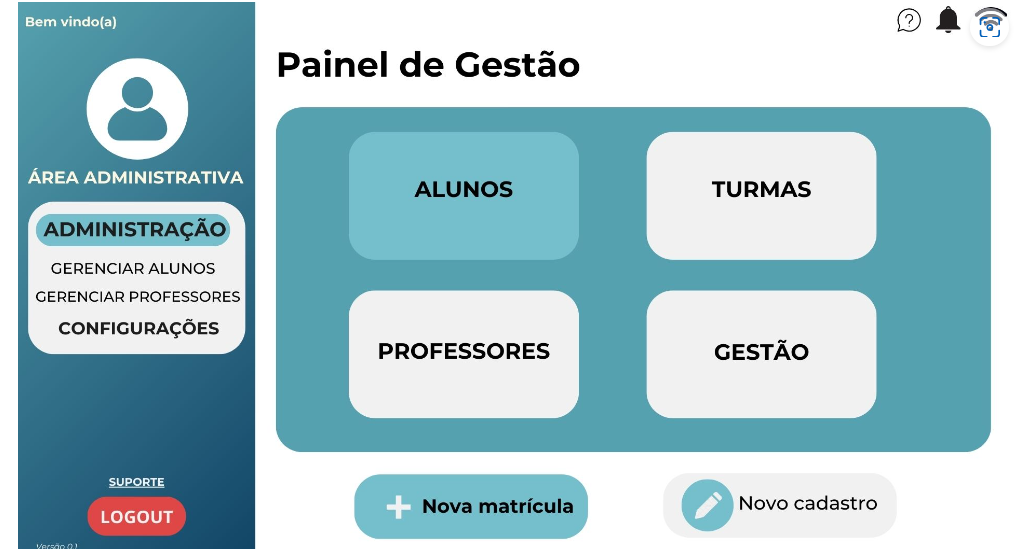 Bem vindo(a)
ÁREA ADMINISTRATIVA
ADMINISTRAÇÃO
GERENCIAR ALUNOS
GERENCIAR PROFESSORES
CONFIGURAÇÕES
SUPORTE
LOGOUT
Versão 0.1
?
Painel de Gestão
ALUNOS
TURMAS
PROFESSORES
GESTÃO
Nova matrícula
Novo cadastro